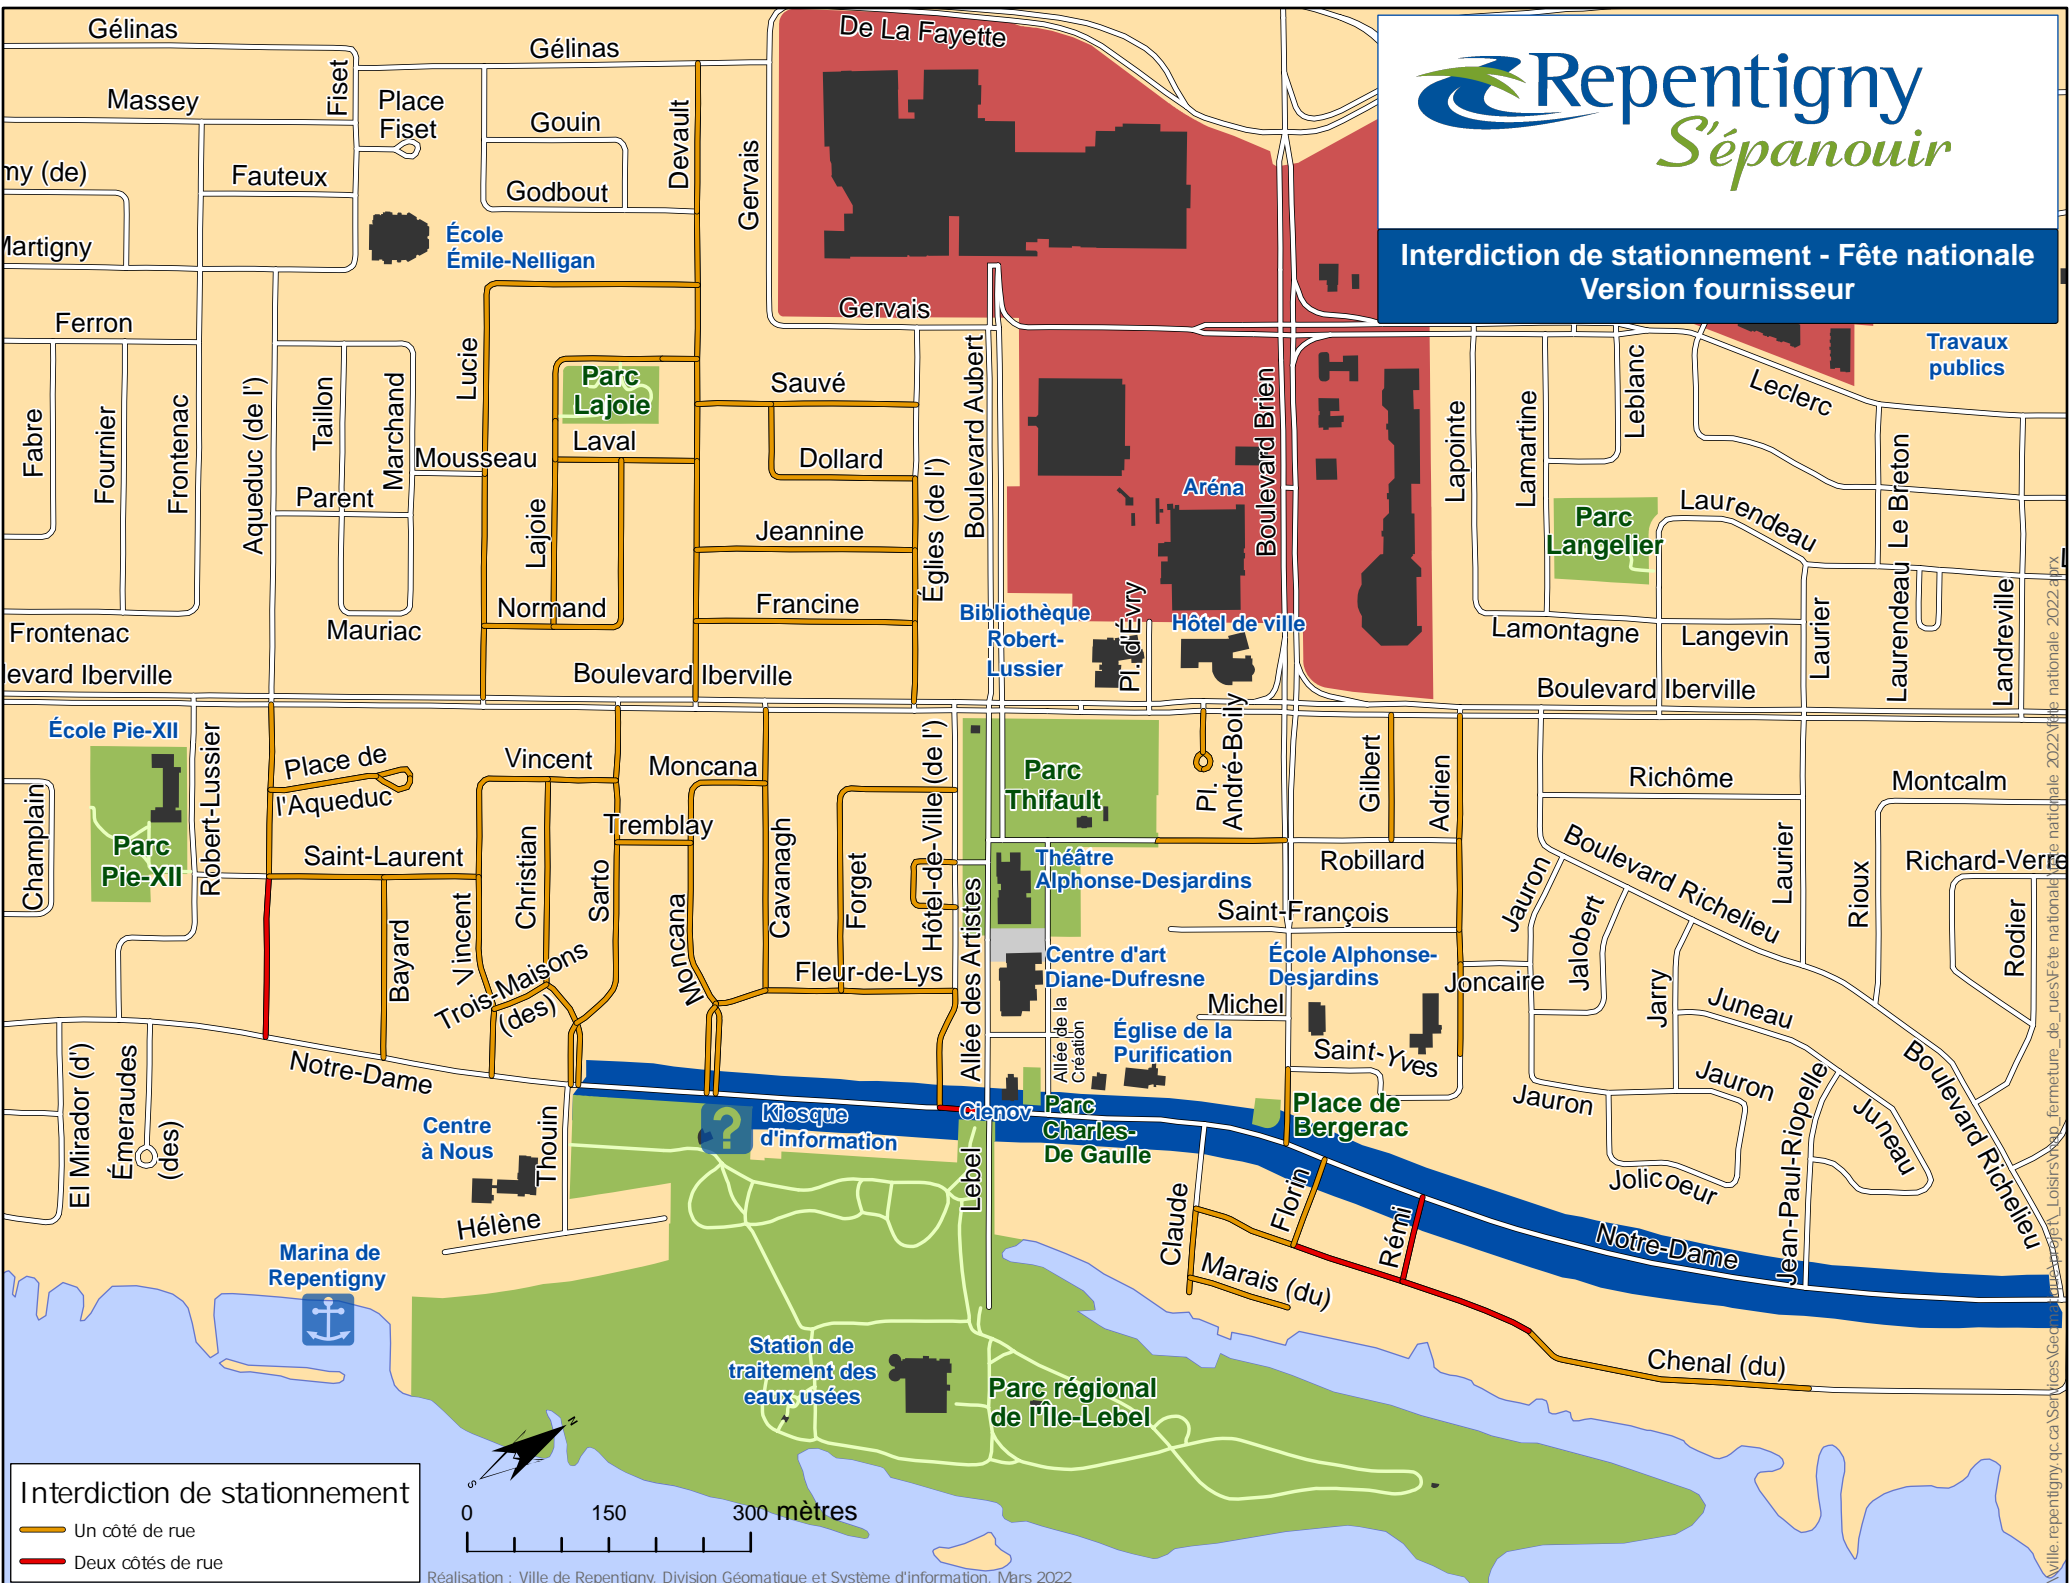 Repentigny
S'épanouir
Interdiction de stationnement - Fête nationale
Version fournisseur
Gélinas
Gélinas
De La Fayette
Massey
Fiset
Place
Fiset
Gouin
Devault
Gervais
my (de)
Fauteux
Godbout
Martigny
École
Émile-Nelligan
Gervais
Ferron
Lucie
Parc
Lajoie
Sauvé
Boulevard Aubert
Boulevard Brien
Travaux
publics
Leclerc
Leblanc
Lamartine
Lapointe
Fabre
Fournier
Frontenac
Aqueduc (de l')
Taillon
Marchand
Mousseau
Laval
Dollard
Parent
Lajoie
Jeannine
Églies (de l')
Aréna
Parc
Langelier
Laurendeau
Le Breton
Normand
Francine
Frontenac
Mauriac
Bibliothèque
Robert-
Lussier
Pl. d'Évry
Hôtel de ville
Lamontagne
Langevin
Laurier
Laurendeau
Landreville
levard Iberville
Boulevard Iberville
Boulevard Iberville
École Pie-XII
Robert-Lussier
Place de
l'Aqueduc
Vincent
Moncana
Hôtel-de-Ville (de l')
Parc
Thifault
Pl.
André-Boily
Gilbert
Adrien
Richôme
Montcalm
Champlain
Parc
Pie-XII
Saint-Laurent
Christian
Tremblay
Sarto
Cavanagh
Forget
Théâtre
Alphonse-Desjardins
Robillard
Boulevard Richelieu
Laurier
Rioux
Richard-Verre
Rodier
Bayard
Vincent
Trois-Maisons
(des)
Moncana
Fleur-de-Lys
Allée des Artistes
Saint-François
Jauron
Jalobert
Centre d'art
Diane-Dufresne
École Alphonse-
Desjardins
Joncaire
Jarry
Juneau
Michel
Allée de la
Création
Église de la
Purification
Saint-Yves
Notre-Dame
El Mirador (d')
Émeraudes
(des)
Centre
à Nous
Thouin
Kiosque
d'information
?
Cienov
Parc
Charles-
De Gaulle
Place de
Bergerac
Jauron
Jauron
Jolicoeur
Jean-Paul-Riopelle
Juneau
Boulevard Richelieu
Hélène
Lebel
Claude
Florin
Rémi
Notre-Dame
Marais (du)
Marina de
Repentigny
Station de
traitement des
eaux usées
Parc régional
de l'Île-Lebel
Chenal (du)
N
S
0 150 300 mètres
Interdiction de stationnement
Un côté de rue
Deux côtés de rue
Réalisation : Ville de Repentigny, Division Géomatique et Système d'information, Mars 2022